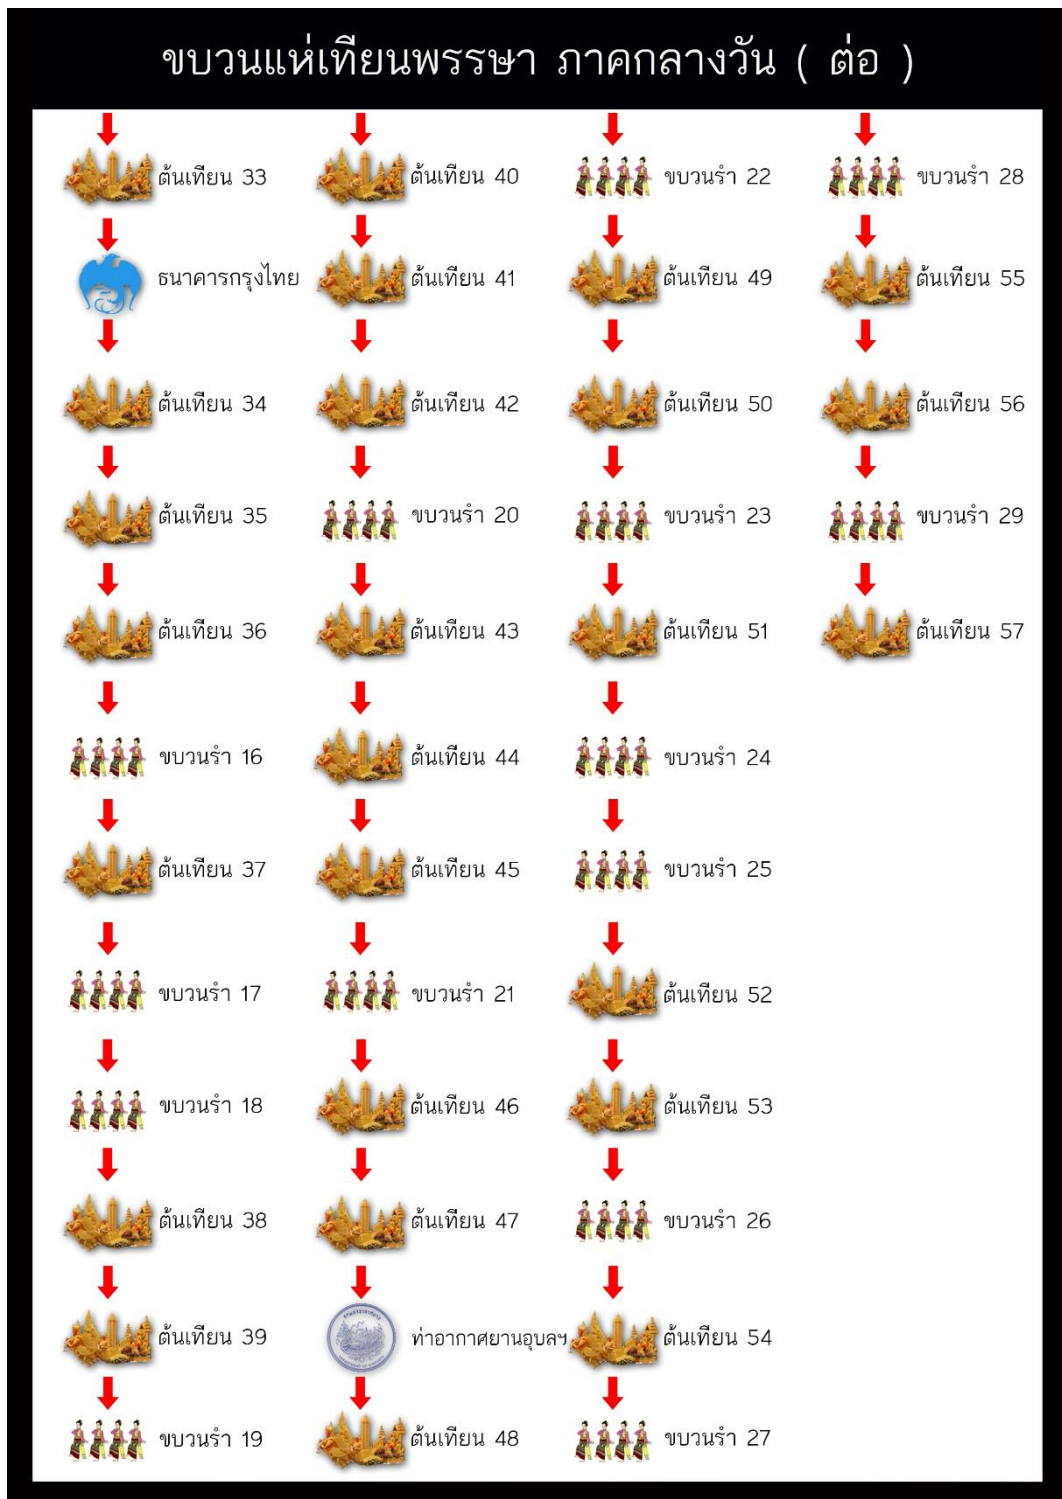 ขบวนแห่เทียนพรรษา ภาคกลางวัน ( ต่อ )
ต้นเทียน 33
ธนาคารกรุงไทย
ต้นเทียน 34
ต้นเทียน 35
ต้นเทียน 36
ขบวนรำ 16
ต้นเทียน 37
ขบวนรำ 17
ขบวนรำ 18
ต้นเทียน 38
ต้นเทียน 39
ขบวนรำ 19
ต้นเทียน 40
ต้นเทียน 41
ต้นเทียน 42
ขบวนรำ 20
ต้นเทียน 43
ต้นเทียน 44
ต้นเทียน 45
ขบวนรำ 21
ต้นเทียน 46
ต้นเทียน 47
ท่าอากาศยานอุบลฯ
ต้นเทียน 48
ขบวนรำ 22
ต้นเทียน 49
ต้นเทียน 50
ขบวนรำ 23
ต้นเทียน 51
ขบวนรำ 24
ขบวนรำ 25
ต้นเทียน 52
ต้นเทียน 53
ขบวนรำ 26
ต้นเทียน 54
ขบวนรำ 27
ขบวนรำ 28
ต้นเทียน 55
ต้นเทียน 56
ขบวนรำ 29
ต้นเทียน 57